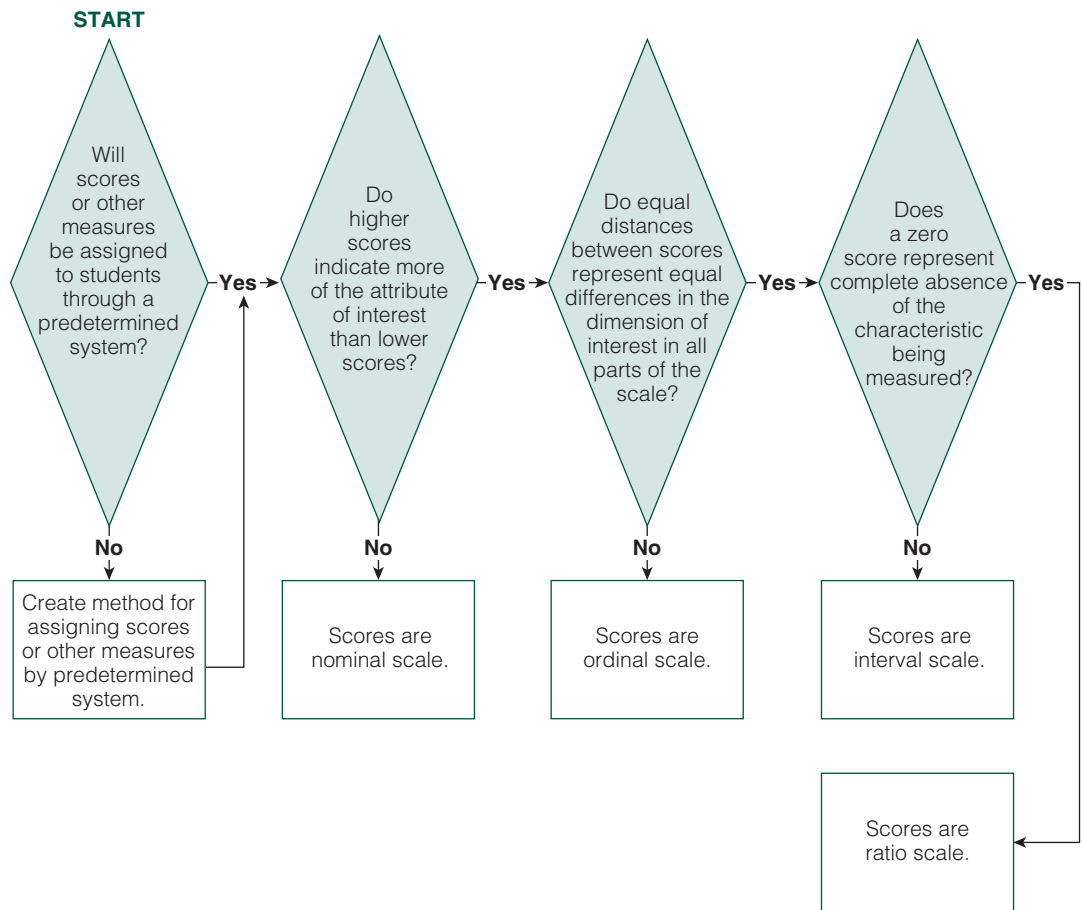 START
Will
scores
or other
measures
be assigned
to students
through a
predetermined
system?
Yes
Do
higher
scores
indicate more
of the attribute
of interest
than lower
scores?
Yes
Do equal
distances
between scores
represent equal
differences in the
dimension of
interest in all
parts of the
scale?
Yes
Does
a zero
score represent
complete absence
of the
characteristic
being
measured?
Yes
No
No
No
No
Create method for
assigning scores
or other measures
by predetermined
system.
Scores are
nominal scale.
Scores are
ordinal scale.
Scores are
interval scale.
Scores are
ratio scale.